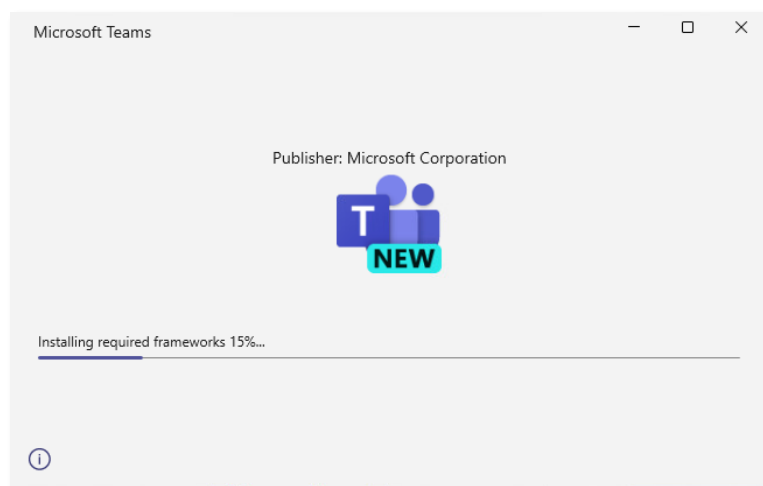 Microsoft Teams
Publisher: Microsoft Corporation
T
NEW
Installing required frameworks 15%...